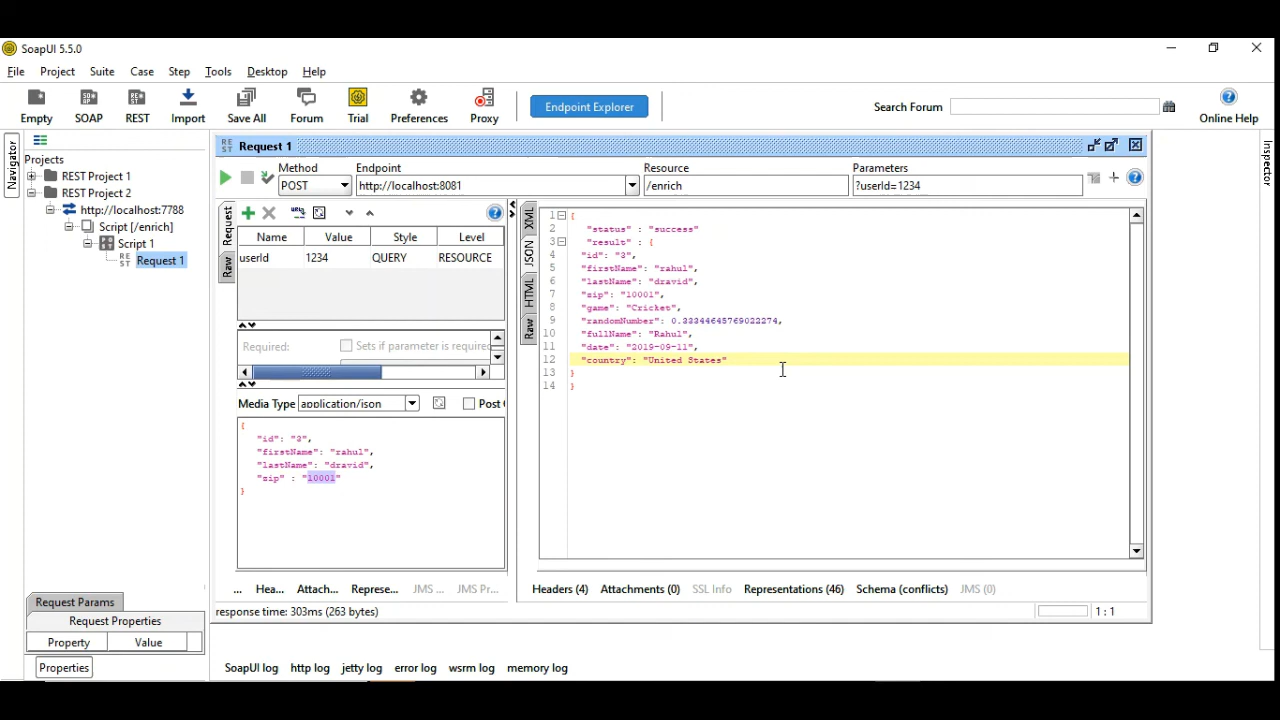 SoapUI 5.5.0
File Project Suite Case Step Tools Desktop Help
Empty SOAP REST Import Save All Forum Trial Preferences Proxy Endpoint Explorer Search Forum Online Help
Navigator
Projects
REST Project 1
REST Project 2
http://localhost:7788
Script [/enrich]
Script 1
Request 1
Request Params
Request Properties
Property Value
Properties
Request 1
Method Endpoint Resource Parameters
POST http://localhost:8081 /enrich ?userId=1234
Request
Raw
Name Value Style Level
userId 1234 QUERY RESOURCE
Required: Sets if parameter is required
Media Type application/json Post
{
"id": "3",
"firstName": "rahul",
"lastName": "dravid",
"zip" : "10001"
}
... Hea... Attach... Represe... JMS ... JMS Pr...
XML
JSON
HTML
Raw
1 {
2 "status" : "success"
3 "result" : {
4 "id": "3",
5 "firstName": "rahul",
6 "lastName": "dravid",
7 "zip": "10001",
8 "game": "Cricket",
9 "randomNumber": 0.33344645769022274,
10 "fullName": "Rahul",
11 "date": "2019-09-11",
12 "country": "United States"
13 }
14 }
Headers (4) Attachments (0) SSL Info Representations (46) Schema (conflicts) JMS (0)
response time: 303ms (263 bytes) 1 : 1
SoapUI log http log jetty log error log wsrm log memory log
Inspector